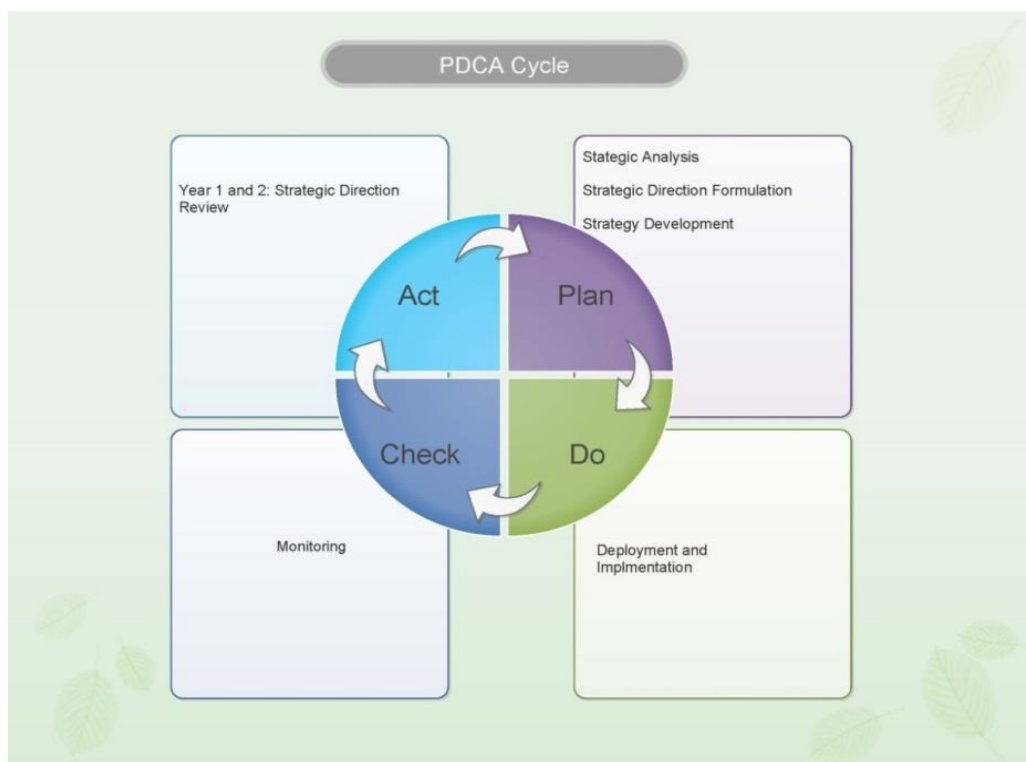 PDCA Cycle
Year 1 and 2: Strategic Direction
Review
Stategic Analysis
Strategic Direction Formulation
Strategy Development
Act
Plan
Check
Do
Monitoring
Deployment and
Implmentation